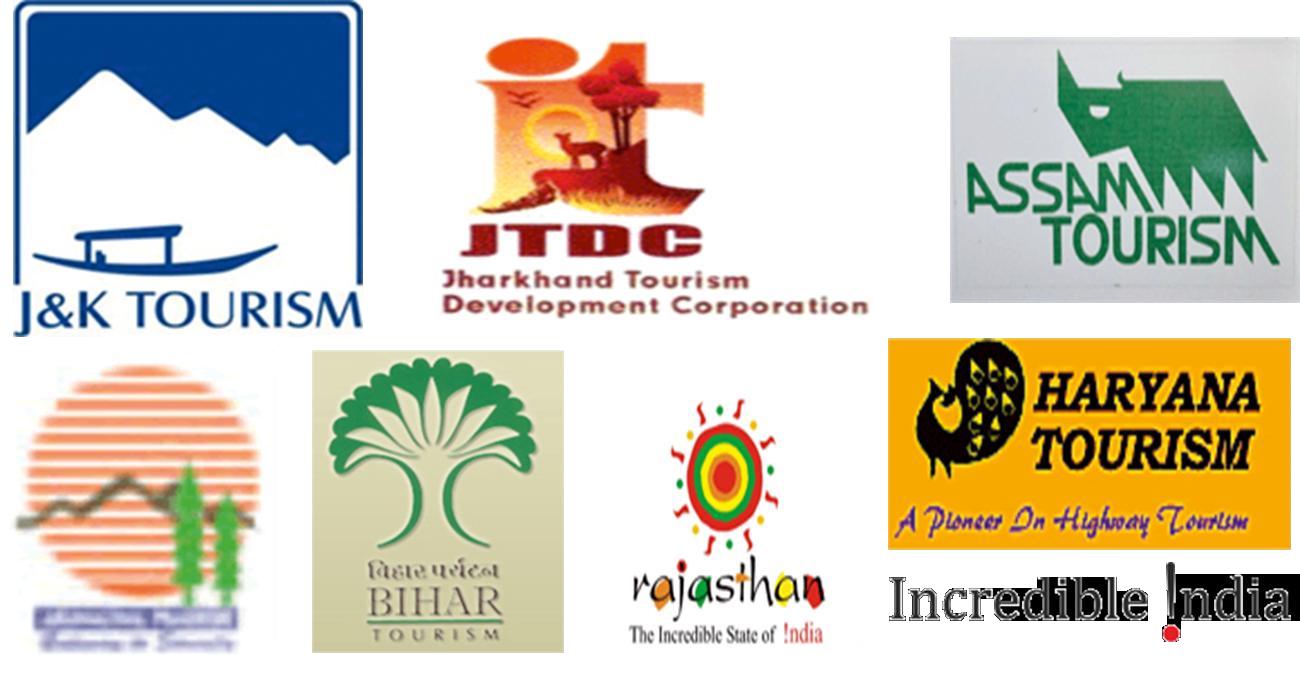 J&K TOURISM
JTDC
Jharkhand Tourism
Development Corporation
ASSAM
TOURISM
बिहार पर्यटन
BIHAR
TOURISM
rajasthan
The Incredible State of !ndia
HARYANA
TOURISM
A Pioneer In Highway Tourism
Incredible !ndia